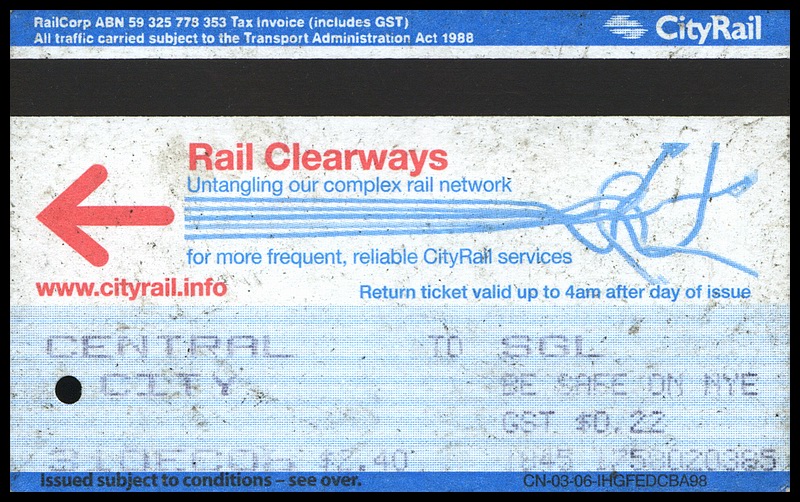 RailCorp ABN 59 325 778 353 Tax Invoice (includes GST)
All traffic carried subject to the Transport Administration Act 1988
CityRail
Rail Clearways
Untangling our complex rail network
for more frequent, reliable CityRail services
www.cityrail.info
Return ticket valid up to 4am after day of issue
CENTRAL TO SGL
CITY BE SAFE ON NYE
GST $0.22
31DEC06 $2.40
Issued subject to conditions – see over.
CN-03-06-IHGFEDCBA98